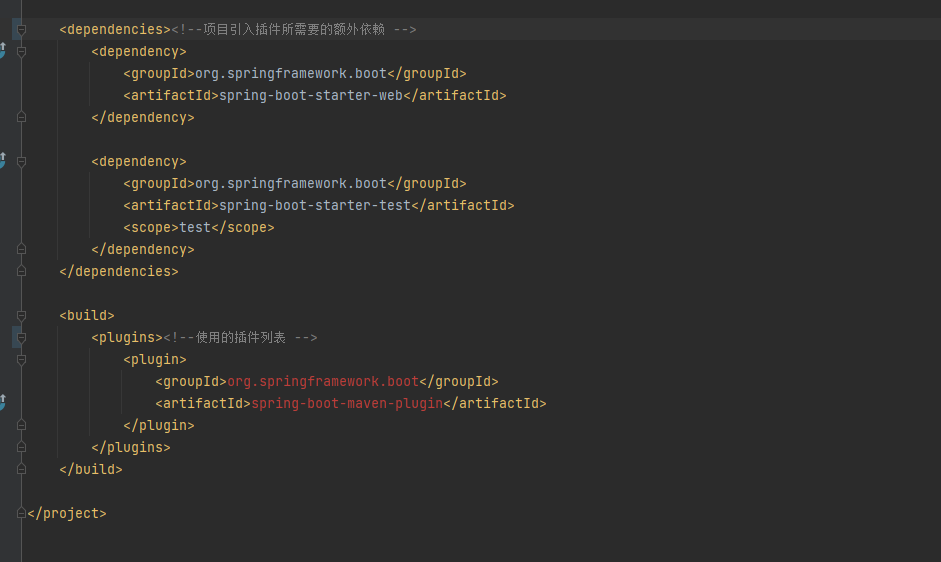 <dependencies><!--项目引入插件所需要的额外依赖 -->
<dependency>
<groupId>org.springframework.boot</groupId>
<artifactId>spring-boot-starter-web</artifactId>
</dependency>
<dependency>
<groupId>org.springframework.boot</groupId>
<artifactId>spring-boot-starter-test</artifactId>
<scope>test</scope>
</dependency>
</dependencies>
<build>
<plugins><!--使用的插件列表 -->
<plugin>
<groupId>org.springframework.boot</groupId>
<artifactId>spring-boot-maven-plugin</artifactId>
</plugin>
</plugins>
</build>
</project>